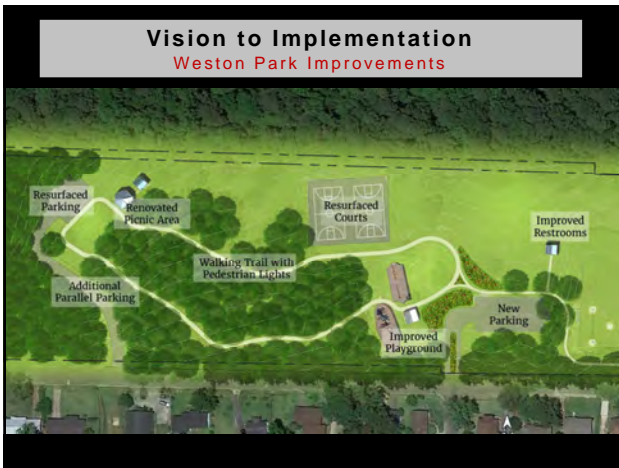 Vision to Implementation
Weston Park Improvements
Resurfaced
Parking
Renovated
Picnic Area
Resurfaced
Courts
Improved
Restrooms
Walking Trail with
Pedestrian Lights
Additional
Parallel Parking
New
Parking
Improved
Playground